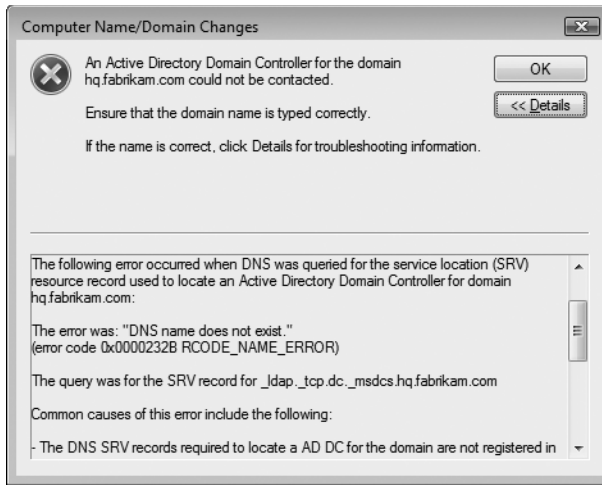 Computer Name/Domain Changes
An Active Directory Domain Controller for the domain
hq.fabrikam.com could not be contacted.
Ensure that the domain name is typed correctly.
If the name is correct, click Details for troubleshooting information.
OK
<< Details
The following error occurred when DNS was queried for the service location (SRV)
resource record used to locate an Active Directory Domain Controller for domain
hq.fabrikam.com:
The error was: "DNS name does not exist."
(error code 0x0000232B RCODE_NAME_ERROR)
The query was for the SRV record for _ldap._tcp.dc._msdcs.hq.fabrikam.com
Common causes of this error include the following:
- The DNS SRV records required to locate a AD DC for the domain are not registered in